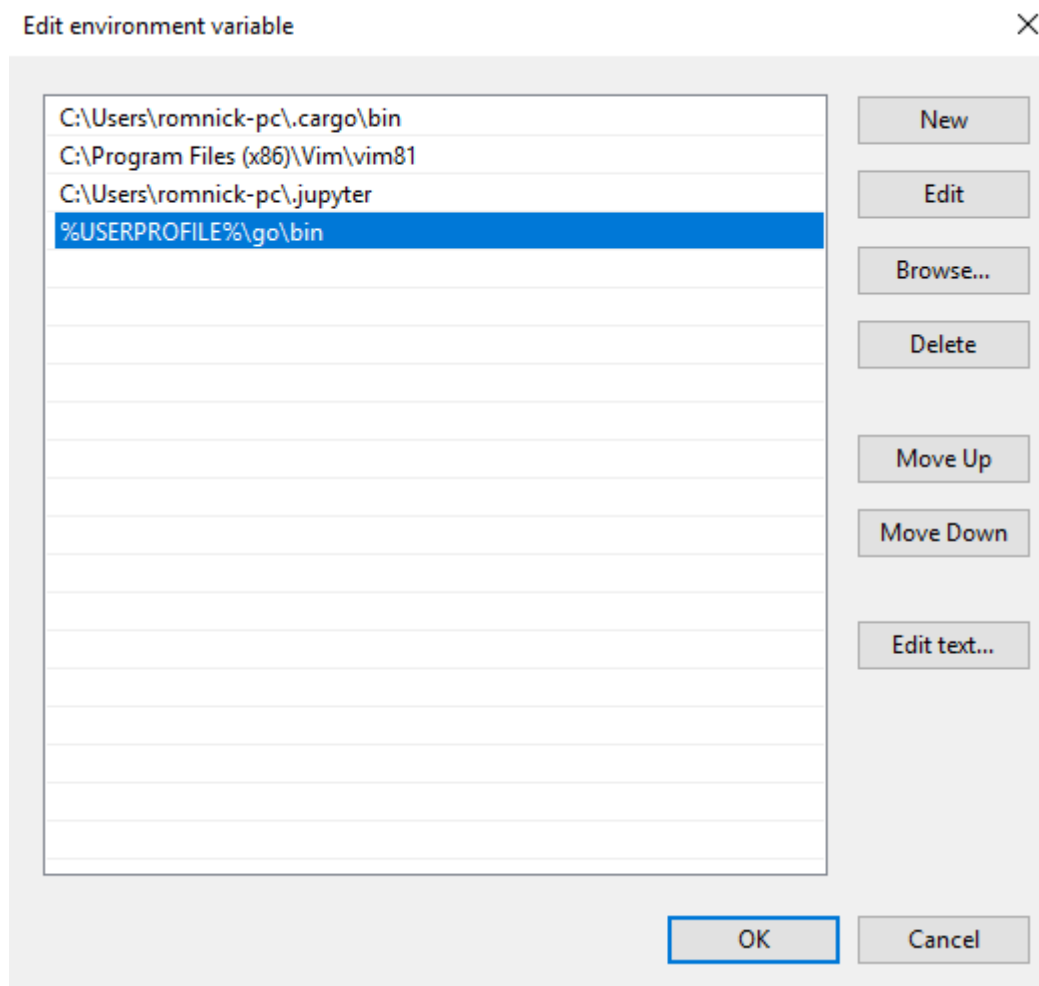 Edit environment variable
C:\Users\romnick-pc\.cargo\bin
C:\Program Files (x86)\Vim\vim81
C:\Users\romnick-pc\.jupyter
%USERPROFILE%\go\bin
New
Edit
Browse...
Delete
Move Up
Move Down
Edit text...
OK
Cancel